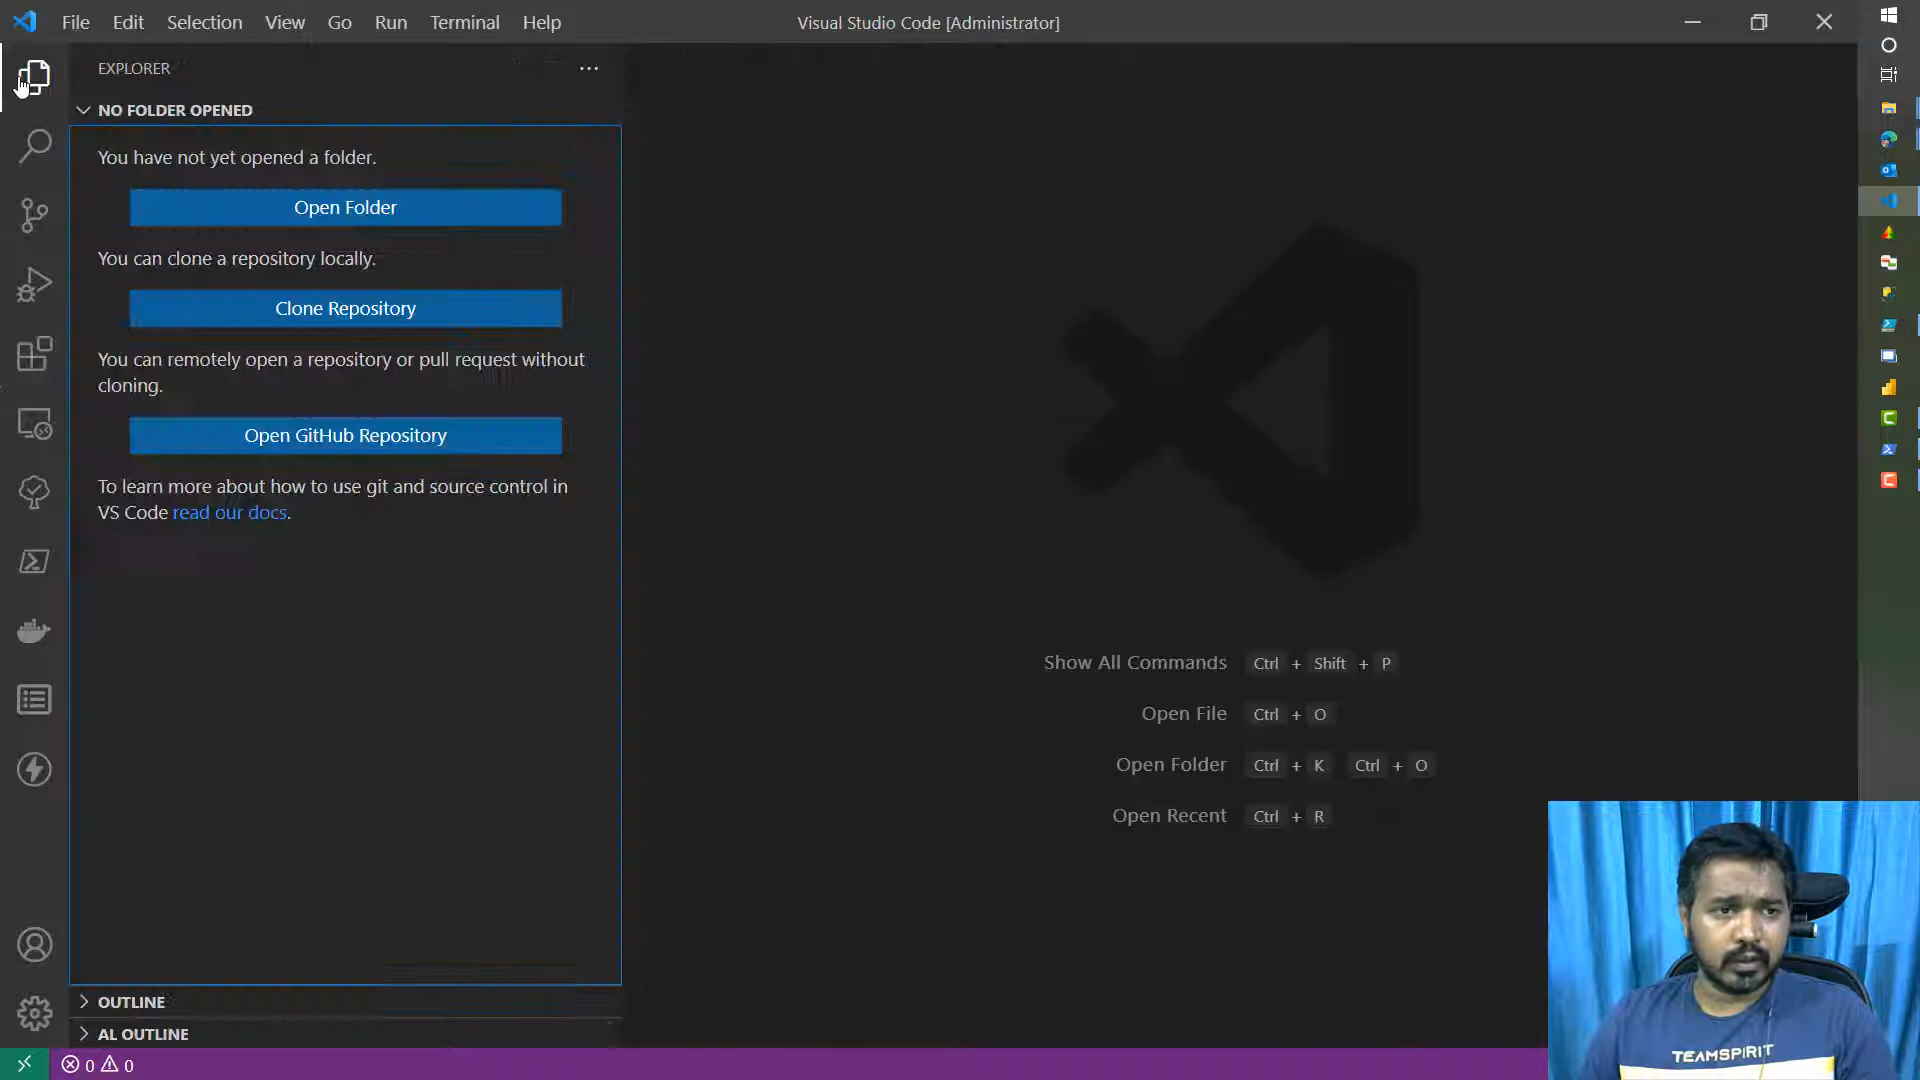 File Edit Selection View Go Run Terminal Help
Visual Studio Code [Administrator]
EXPLORER
NO FOLDER OPENED
You have not yet opened a folder.
Open Folder
You can clone a repository locally.
Clone Repository
You can remotely open a repository or pull request without
cloning.
Open GitHub Repository
To learn more about how to use git and source control in
VS Code read our docs.
Show All Commands Ctrl + Shift + P
Open File Ctrl + O
Open Folder Ctrl + K Ctrl + O
Open Recent Ctrl + R
OUTLINE
AL OUTLINE
0 0
TEAMSPIRIT